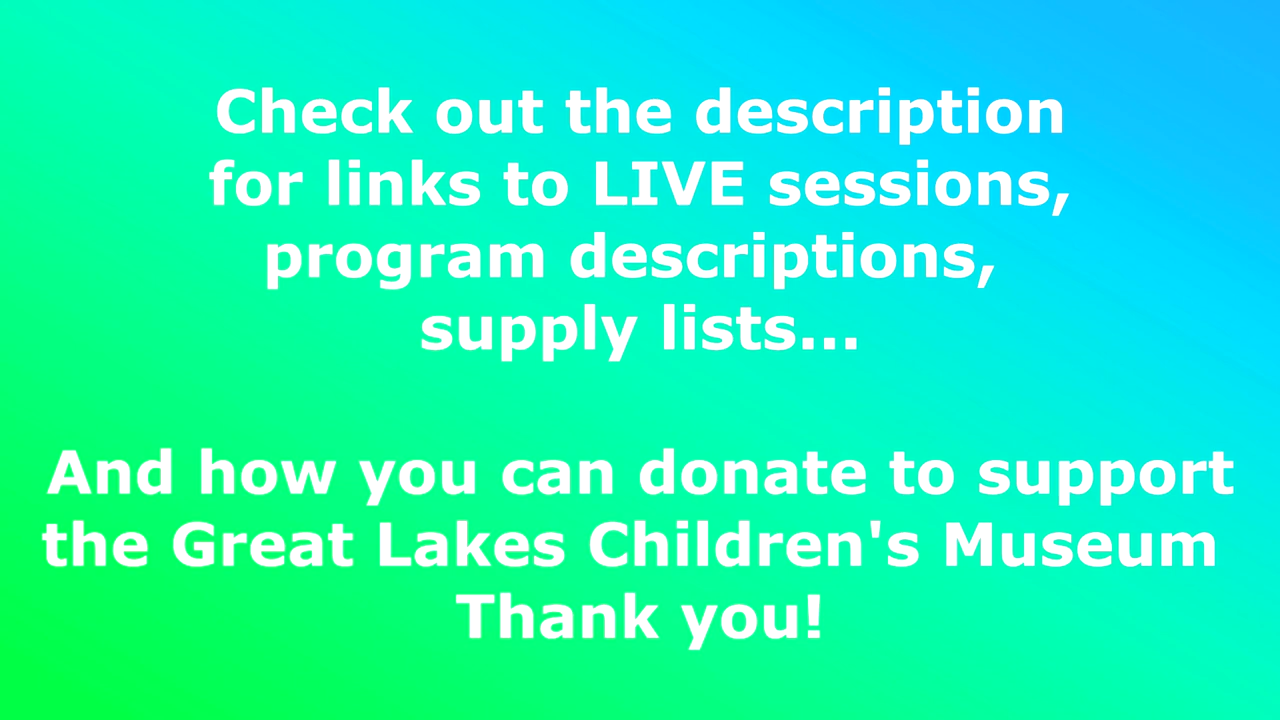 Check out the description
for links to LIVE sessions,
program descriptions,
supply lists...
And how you can donate to support
the Great Lakes Children's Museum
Thank you!